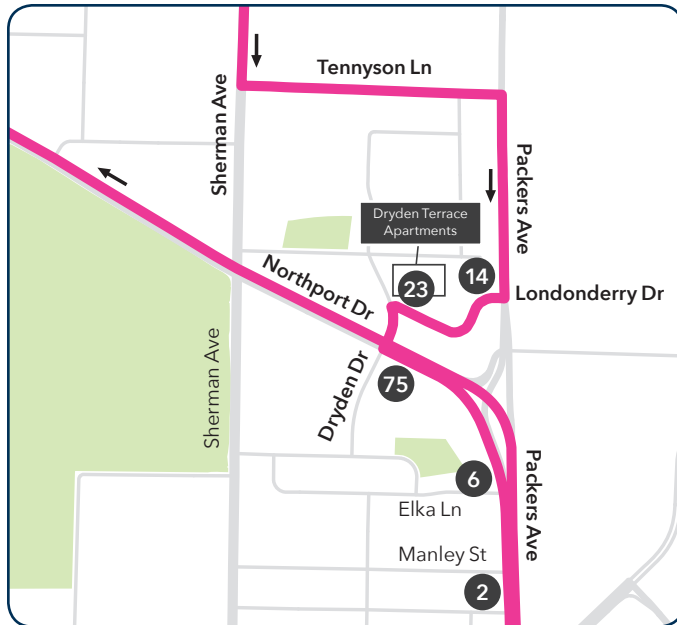 Tennyson Ln
Sherman Ave
Packers Ave
Dryden Terrace
Apartments
14
23
Northport Dr
Londonderry Dr
Sherman Ave
Dryden Dr
75
6
Packers Ave
Elka Ln
Manley St
2